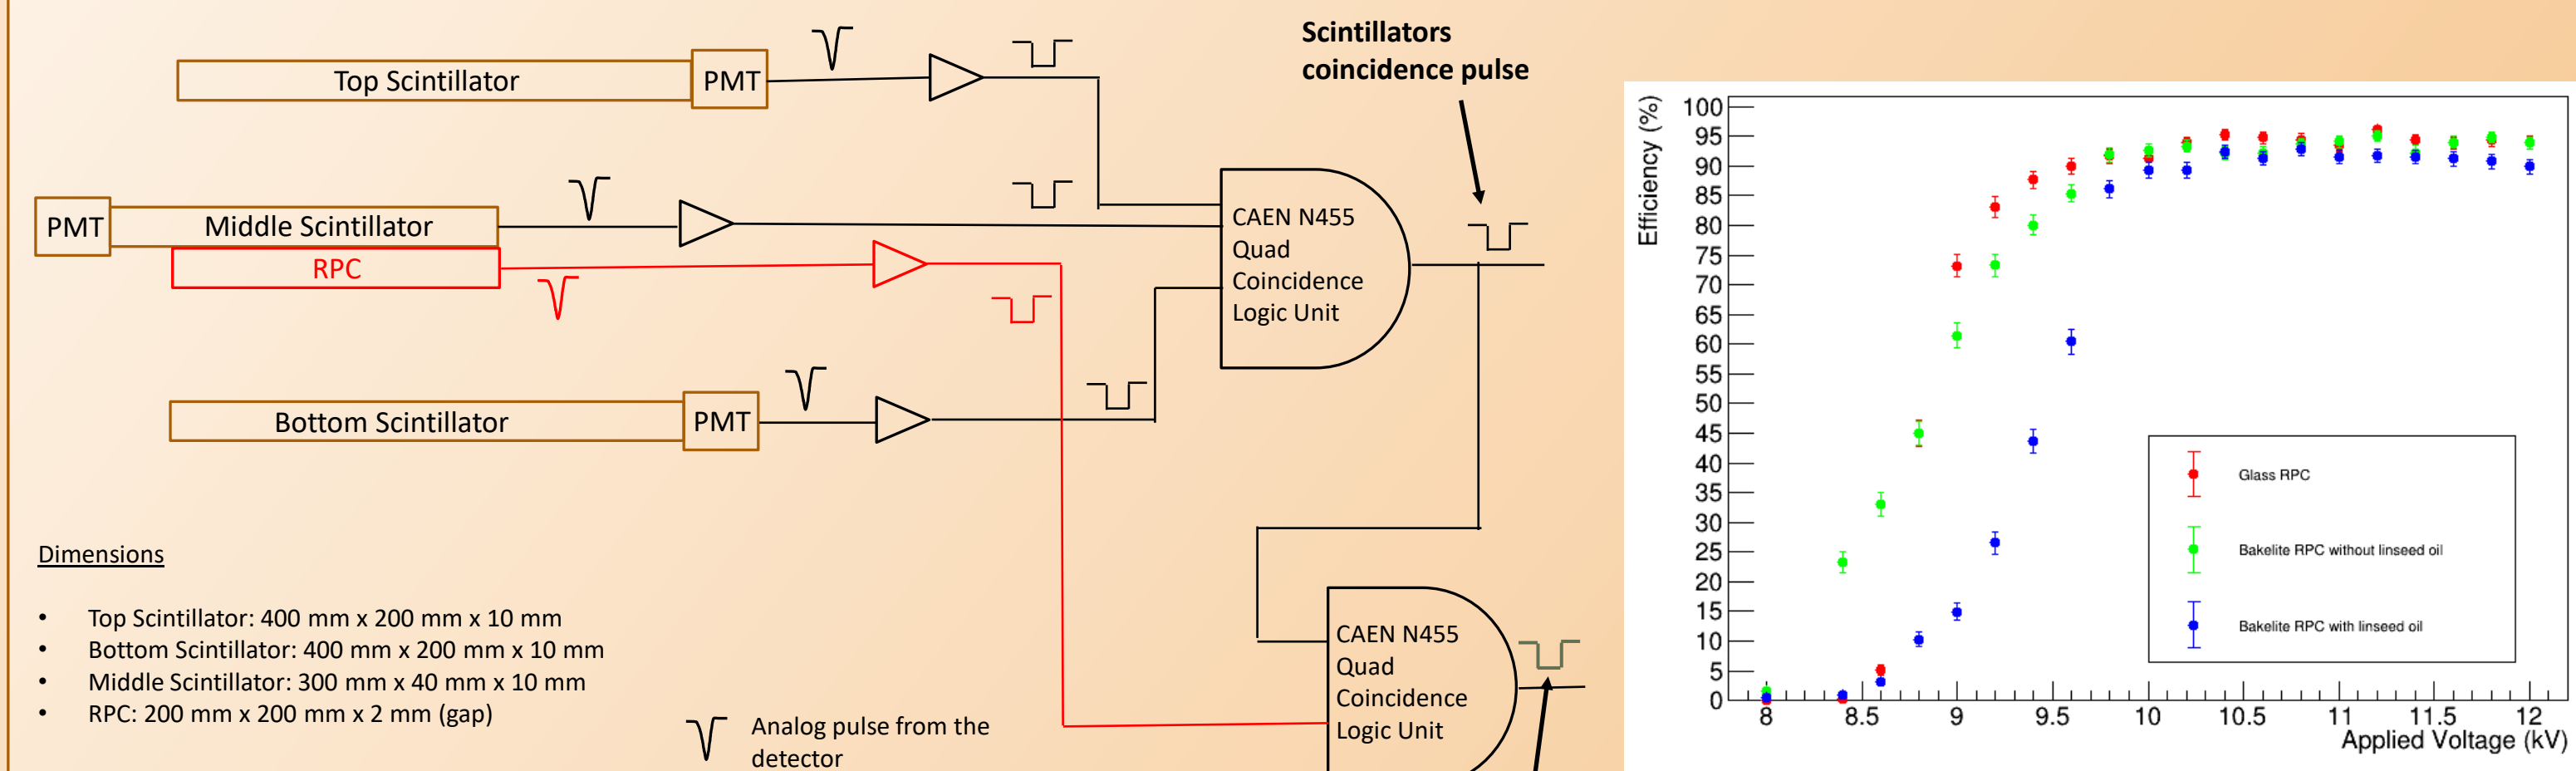 Scintillators
coincidence pulse
Top Scintillator
PMT
PMT
Middle Scintillator
RPC
Bottom Scintillator
PMT
CAEN N455
Quad
Coincidence
Logic Unit
CAEN N455
Quad
Coincidence
Logic Unit
Dimensions
• Top Scintillator: 400 mm x 200 mm x 10 mm
• Bottom Scintillator: 400 mm x 200 mm x 10 mm
• Middle Scintillator: 300 mm x 40 mm x 10 mm
• RPC: 200 mm x 200 mm x 2 mm (gap)
Analog pulse from the
detector
Efficiency (%)
100
95
90
85
80
75
70
65
60
55
50
45
40
35
30
25
20
15
10
5
0
Glass RPC
Bakelite RPC without linseed oil
Bakelite RPC with linseed oil
8 8.5 9 9.5 10 10.5 11 11.5 12
Applied Voltage (kV)